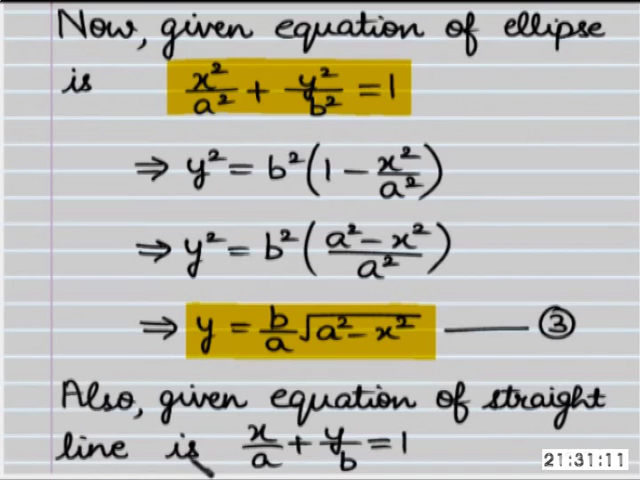 Now, given equation of ellipse
is x²/a² + y²/b² = 1
⇒ y² = b²(1 − x²/a²)
⇒ y² = b²((a² − x²)/a²)
⇒ y = b/a √(a² − x²) —— ③
Also, given equation of straight
line is x/a + y/b = 1
21:31:11